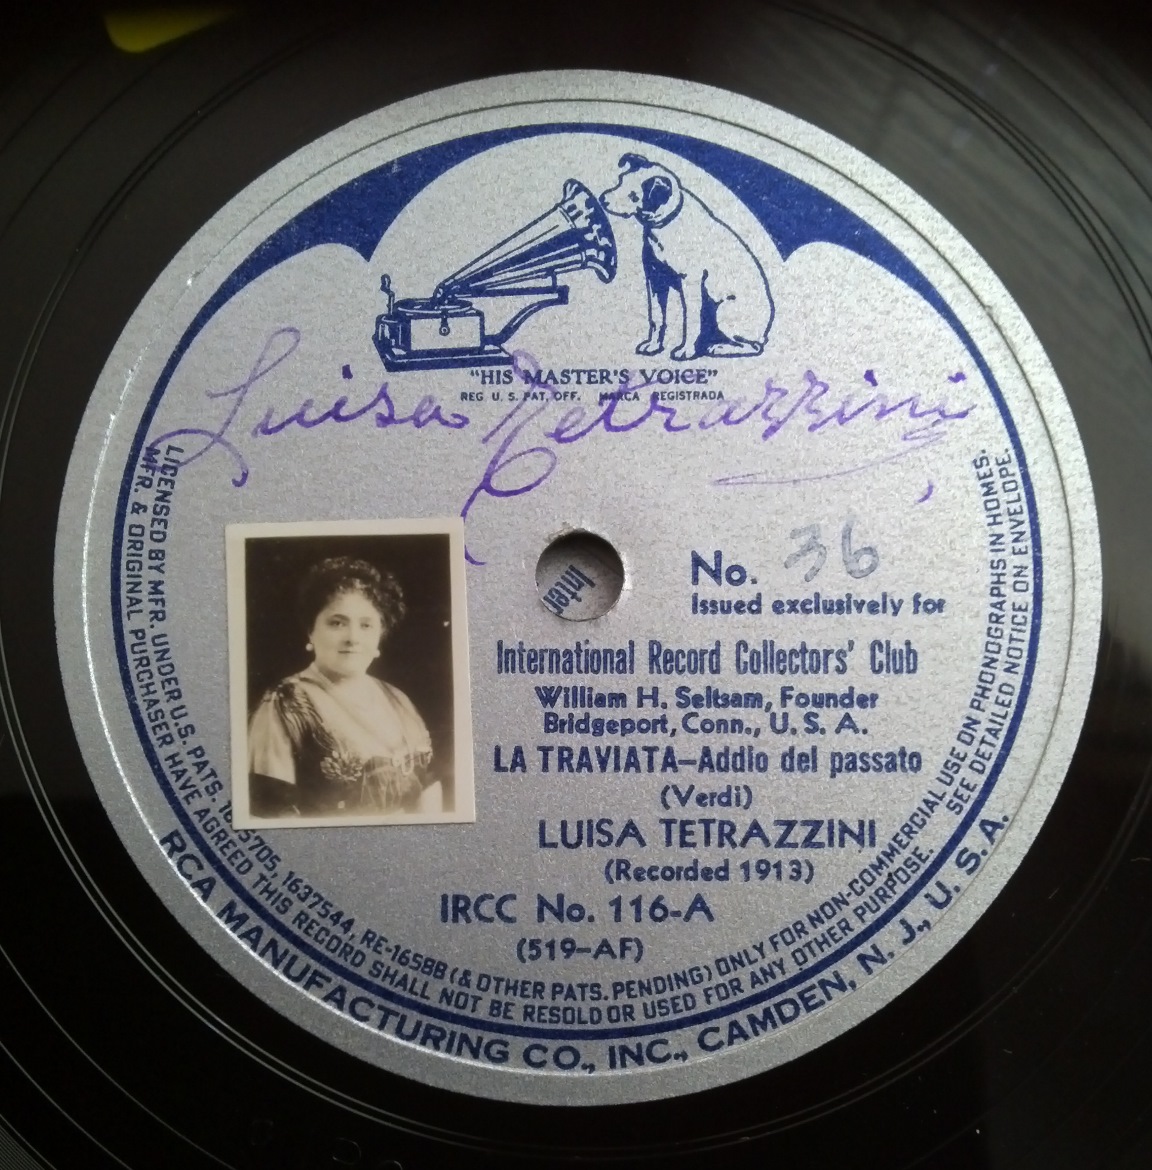 "HIS MASTER'S VOICE"
REG. U. S. PAT. OFF. MARCA REGISTRADA
Luisa Tetrazzini
No. 36
Issued exclusively for
International Record Collectors' Club
William H. Seltsam, Founder
Bridgeport, Conn., U. S. A.
LA TRAVIATA—Addio del passato
(Verdi)
LUISA TETRAZZINI
(Recorded 1913)
IRCC No. 116-A
(519-AF)
Inter
LICENSED BY MFR. UNDER U.S. PATS. 705, 1637544, RE-16588 (& OTHER PATS. PENDING) ONLY FOR NON-COMMERCIAL USE ON PHONOGRAPHS IN HOMES.
MFR. & ORIGINAL PURCHASER HAVE AGREED THIS RECORD SHALL NOT BE RESOLD OR USED FOR ANY OTHER PURPOSE. SEE DETAILED NOTICE ON ENVELOPE.
RCA MANUFACTURING CO., INC., CAMDEN, N. J., U. S. A.